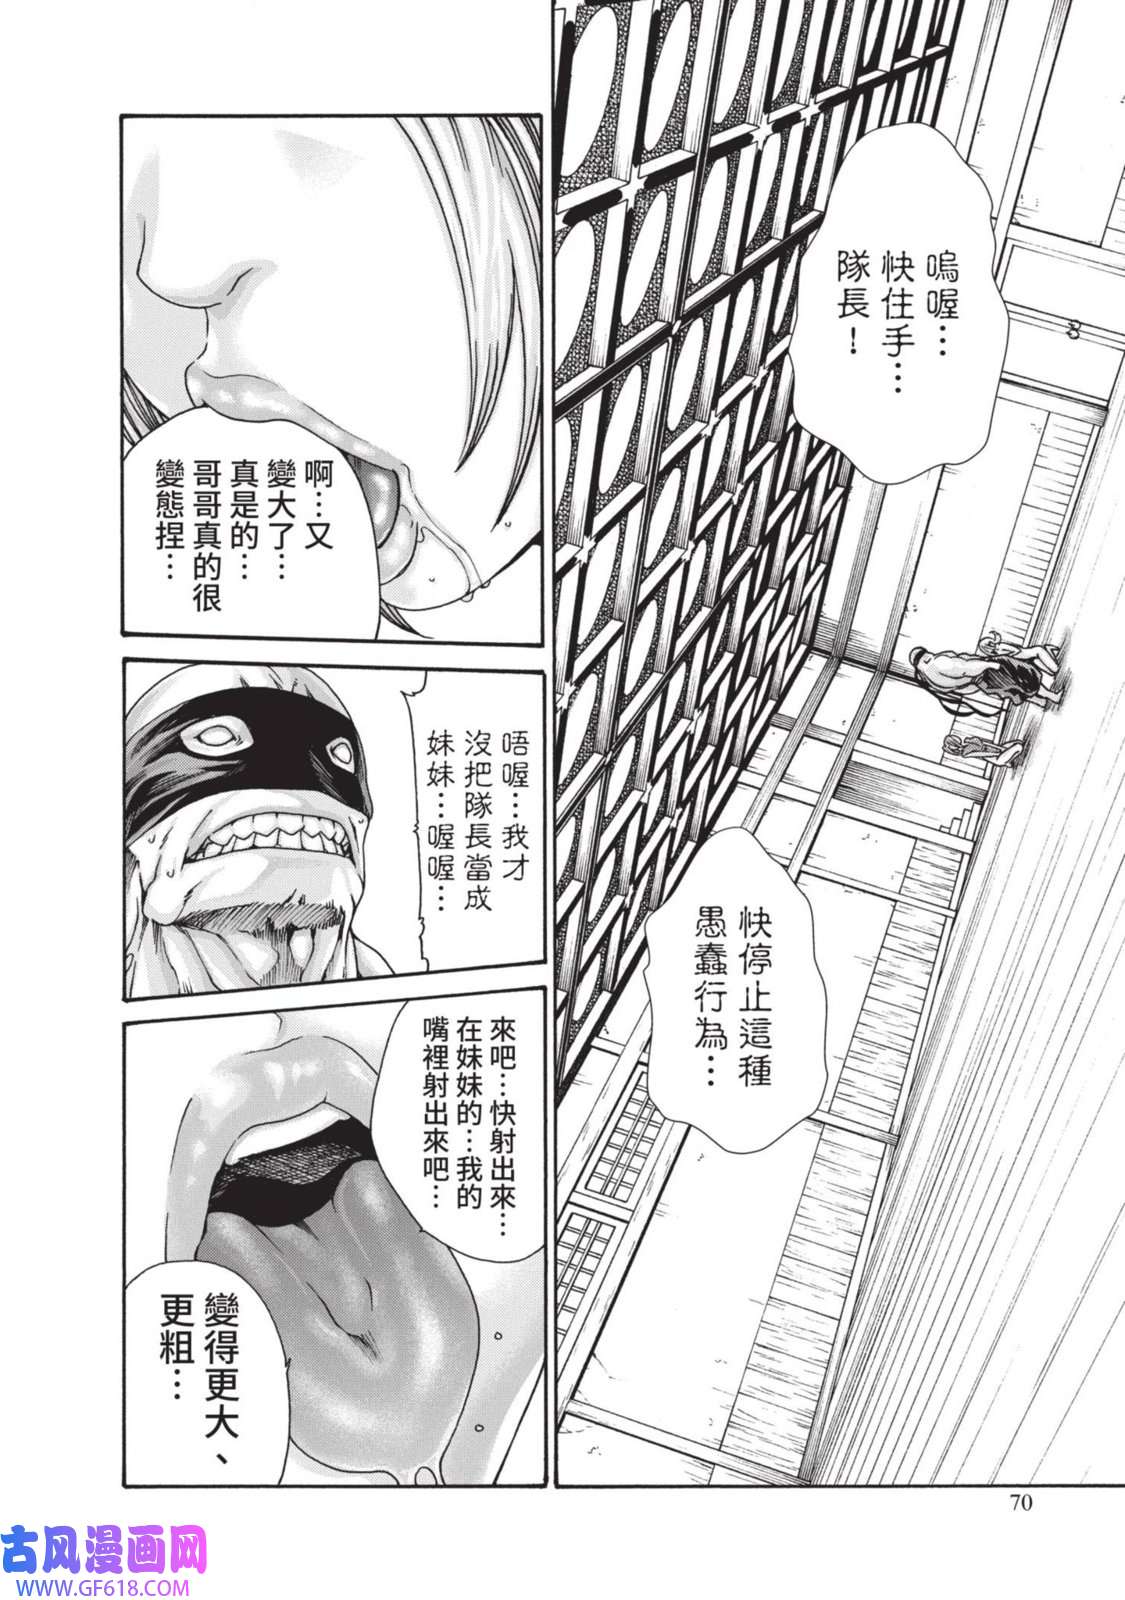 嗚喔…
快住手…
隊長！
快停止這種
愚蠢行為…
啊…又
變大了…
真是的…
哥哥真的很
變態捏…
唔喔…我才
沒把隊長當成
妹妹…喔喔…
來吧…快射出來…
在妹妹的…我的
嘴裡射出來吧…
變得更大、
更粗…
70
古风漫画网
WWW.GF618.COM